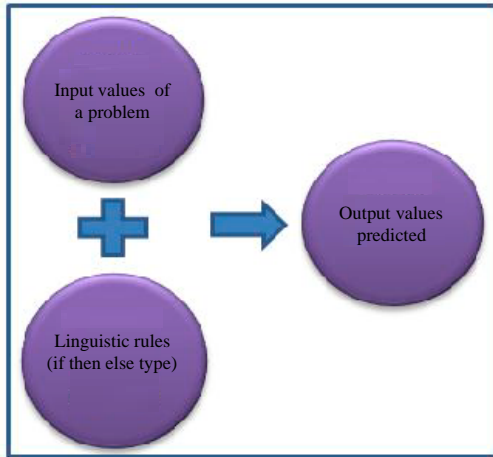 Input values of
a problem
Output values
predicted
Linguistic rules
(if then else type)